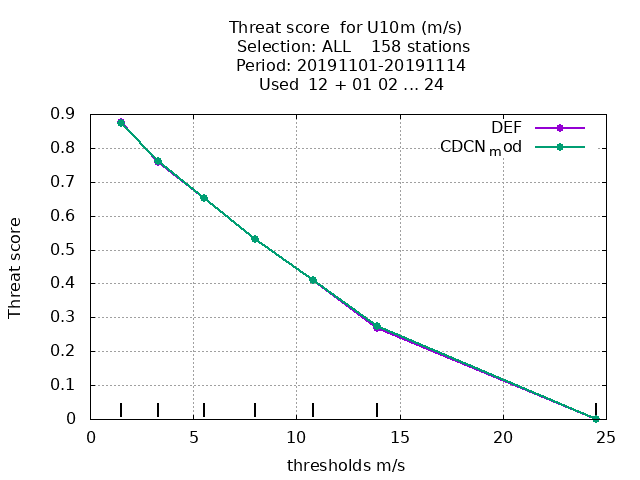 Threat score  for U10m (m/s)
Selection: ALL    158 stations
Period: 20191101-20191114
Used  12 + 01 02 ... 24
DEF
CDCN_mod
Threat score
0.9
0.8
0.7
0.6
0.5
0.4
0.3
0.2
0.1
0
0 5 10 15 20 25
thresholds m/s